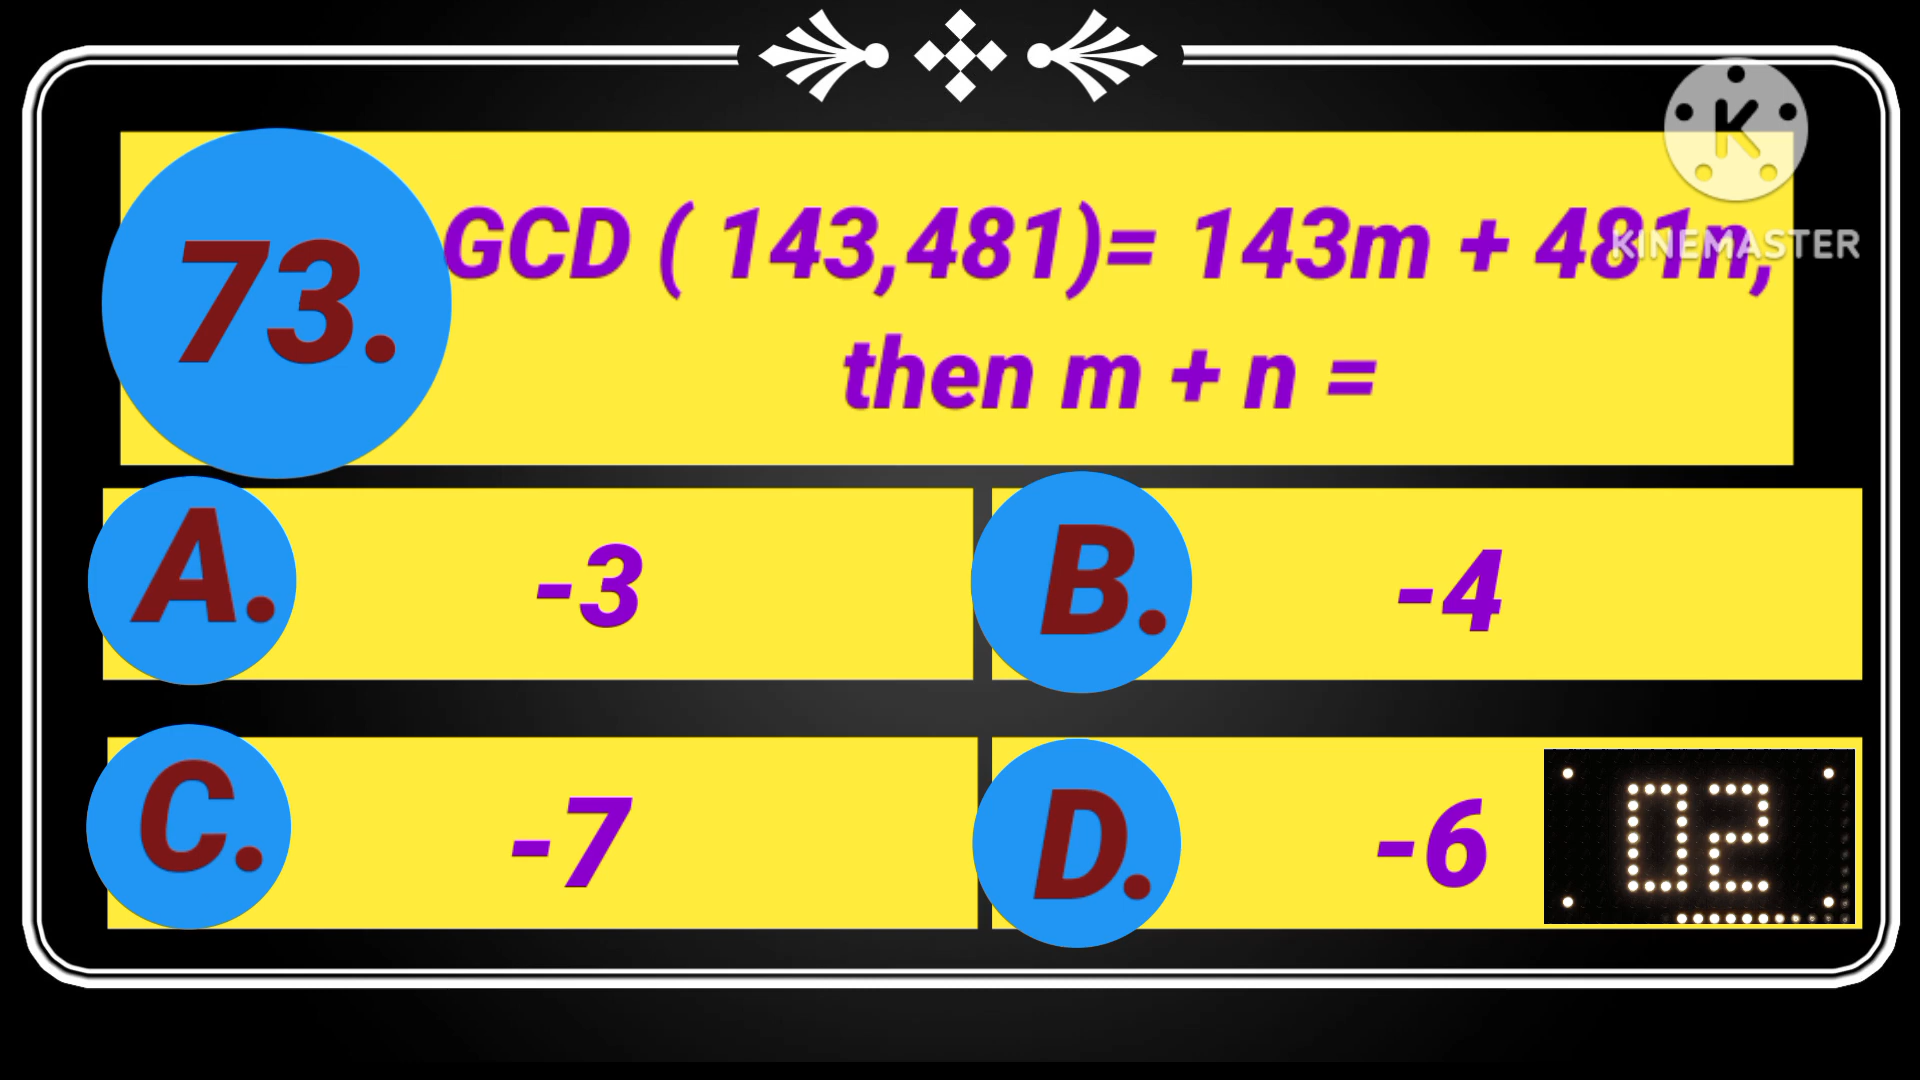 73.
GCD ( 143,481)= 143m + 481n,
then m + n =
K
KINEMASTER
A.
-3
B.
-4
C.
-7
D.
-6
02